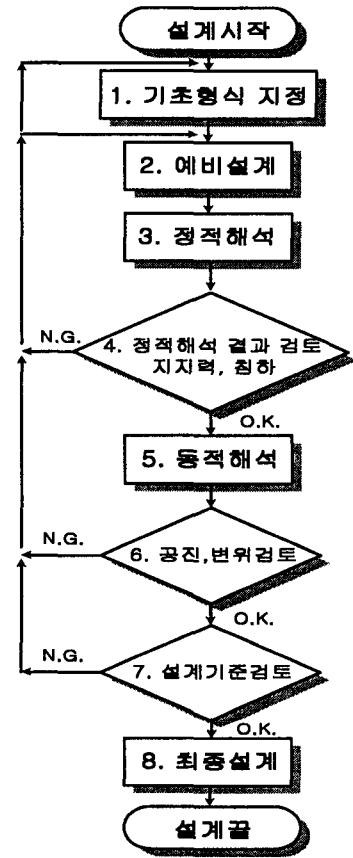 설계시작
1. 기초형식 지정
2. 예비설계
3. 정적해석
N.G.
4. 정적해석 결과 검토
지지력, 침하
O.K.
5. 동적해석
N.G.
6. 공진,변위검토
O.K.
N.G.
7. 설계기준검토
O.K.
8. 최종설계
설계끝